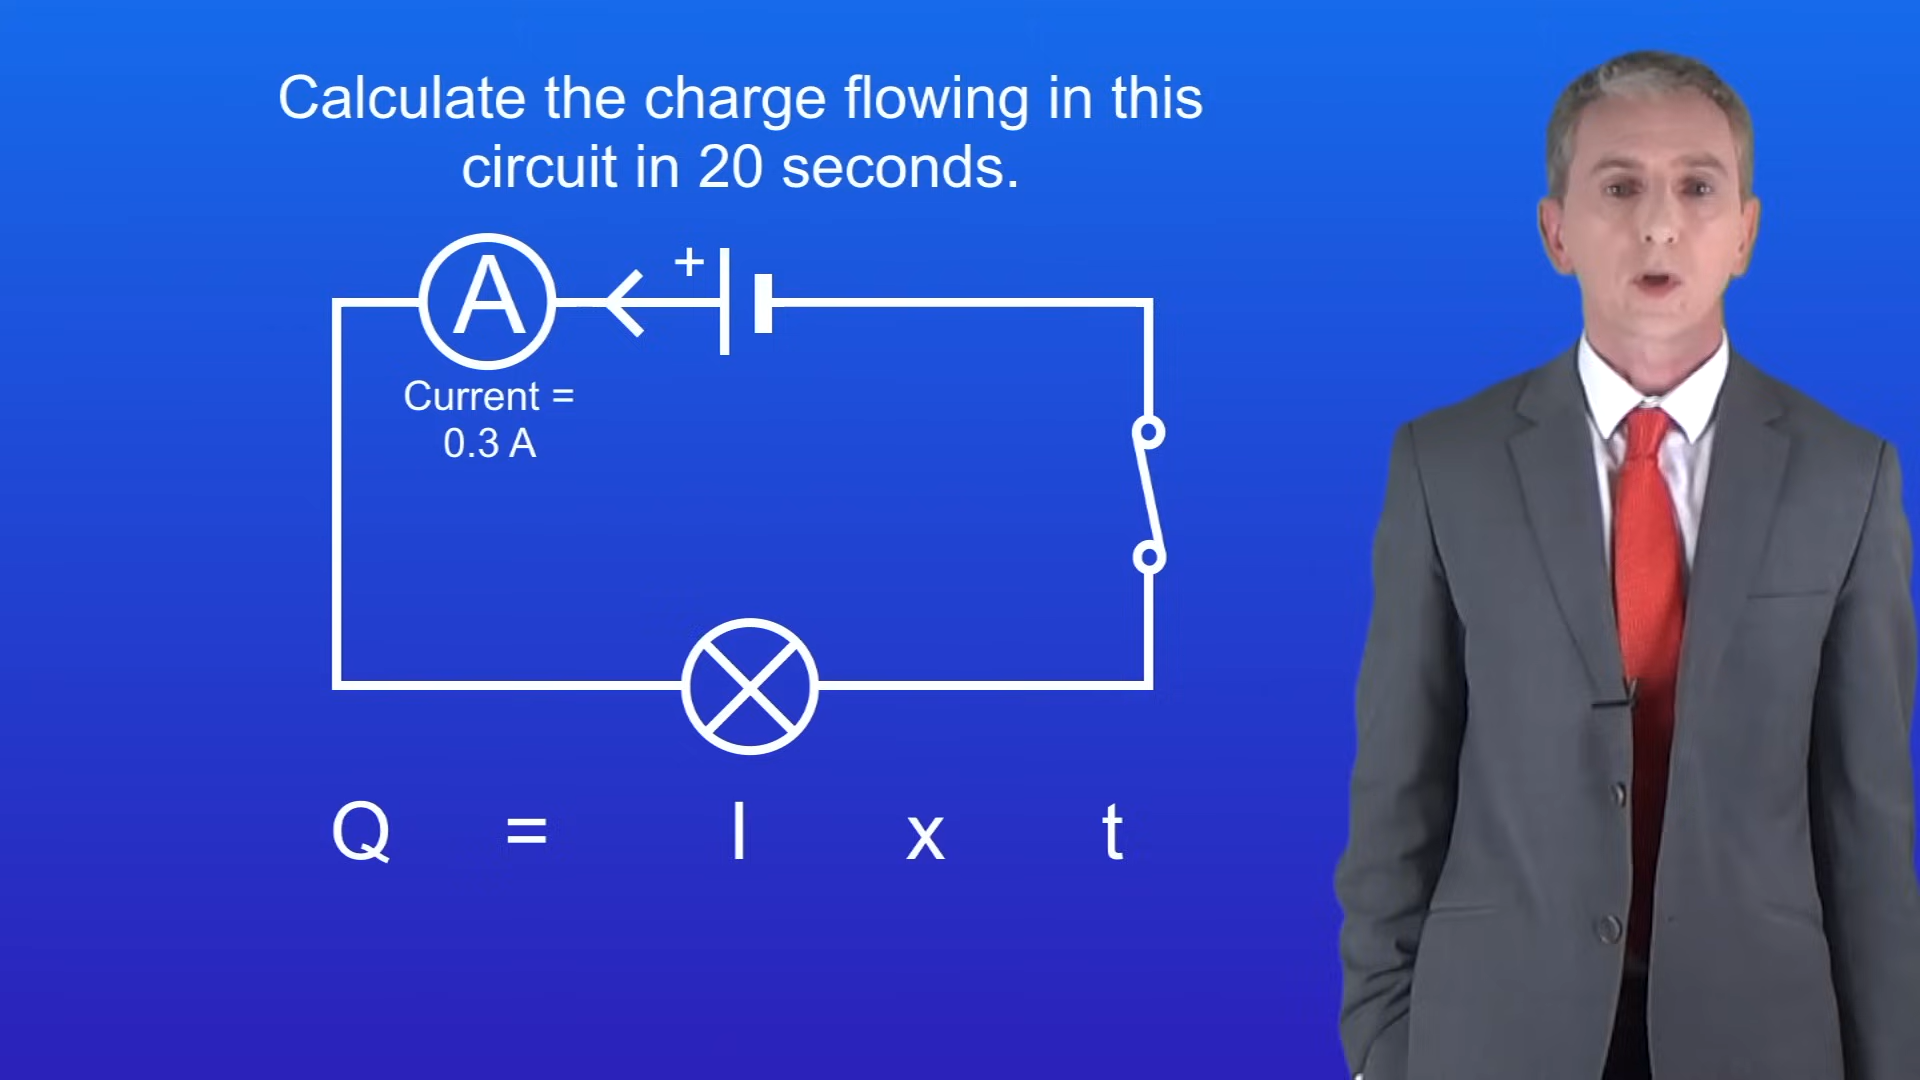 Calculate the charge flowing in this
circuit in 20 seconds.
+
A
Current =
0.3 A
Q = I x t